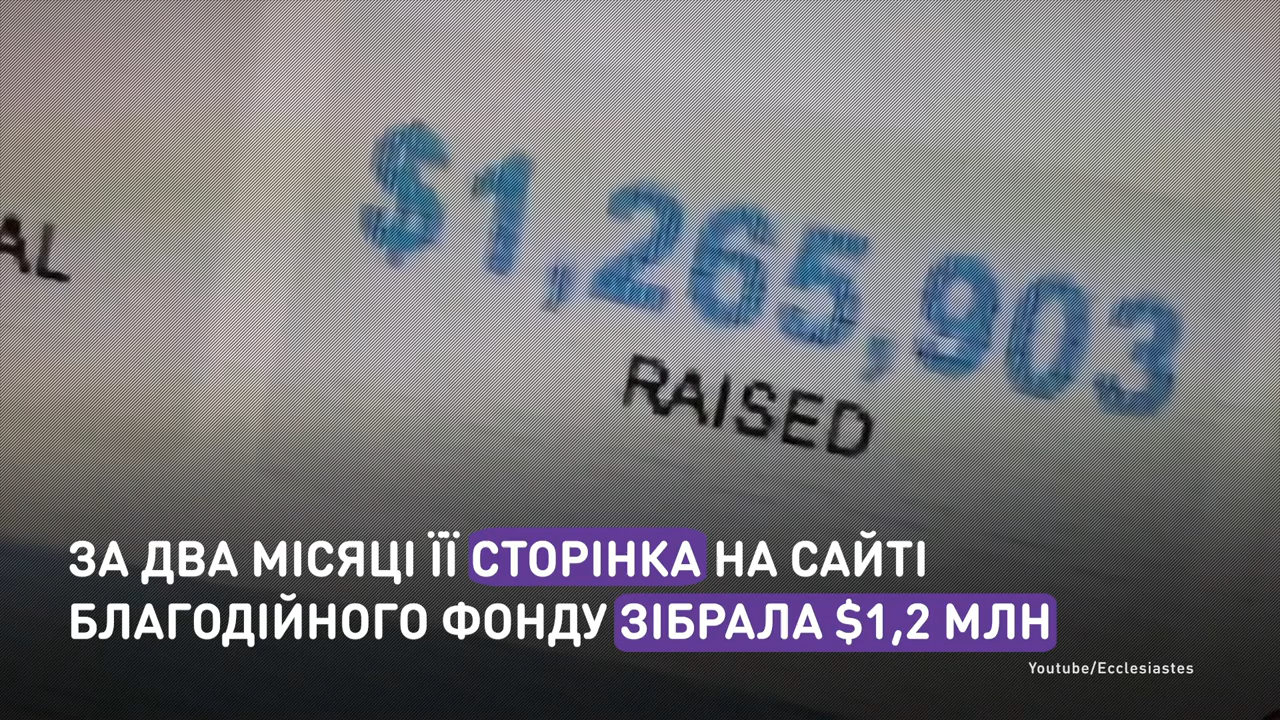 $1,265,903
AL
RAISED
ЗА ДВА МІСЯЦІ ЇЇ СТОРІНКА НА САЙТІ
БЛАГОДІЙНОГО ФОНДУ ЗІБРАЛА $1,2 МЛН
Youtube/Ecclesiastes